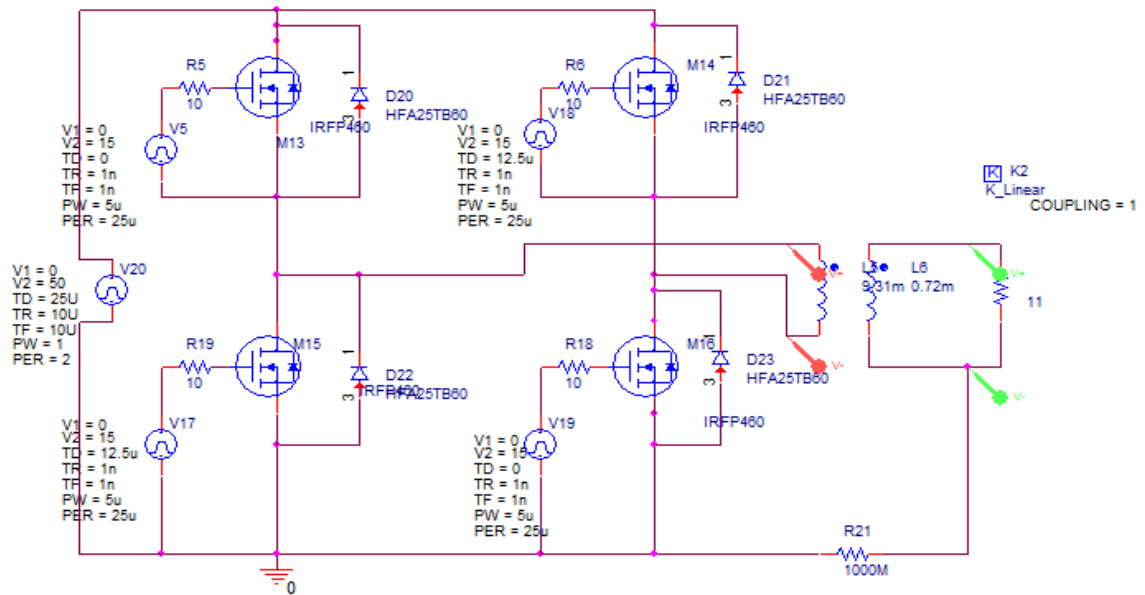 R5
10
V5
V1 = 0
V2 = 15
TD = 0
TR = 1n
TF = 1n
PW = 5u
PER = 25u
M13
1
3
D20
HFA25TB60
IRFP460
R6
10
V18
V1 = 0
V2 = 15
TD = 12.5u
TR = 1n
TF = 1n
PW = 5u
PER = 25u
M14
1
3
D21
HFA25TB60
IRFP460
K K2
K_Linear
COUPLING = 1
V20
V1 = 0
V2 = 50
TD = 25U
TR = 10U
TF = 10U
PW = 1
PER = 2
R19
10
V17
V1 = 0
V2 = 15
TD = 12.5u
TR = 1n
TF = 1n
PW = 5u
PER = 25u
M15
1
3
D22
IRFP460
HFA25TB60
R18
10
V19
V1 = 0
V2 = 15
TD = 0
TR = 1n
TF = 1n
PW = 5u
PER = 25u
M16
1
3
D23
HFA25TB60
IRFP460
V+
V-
L5 L6
9.31m 0.72m
V+
11
V-
R21
1000M
0